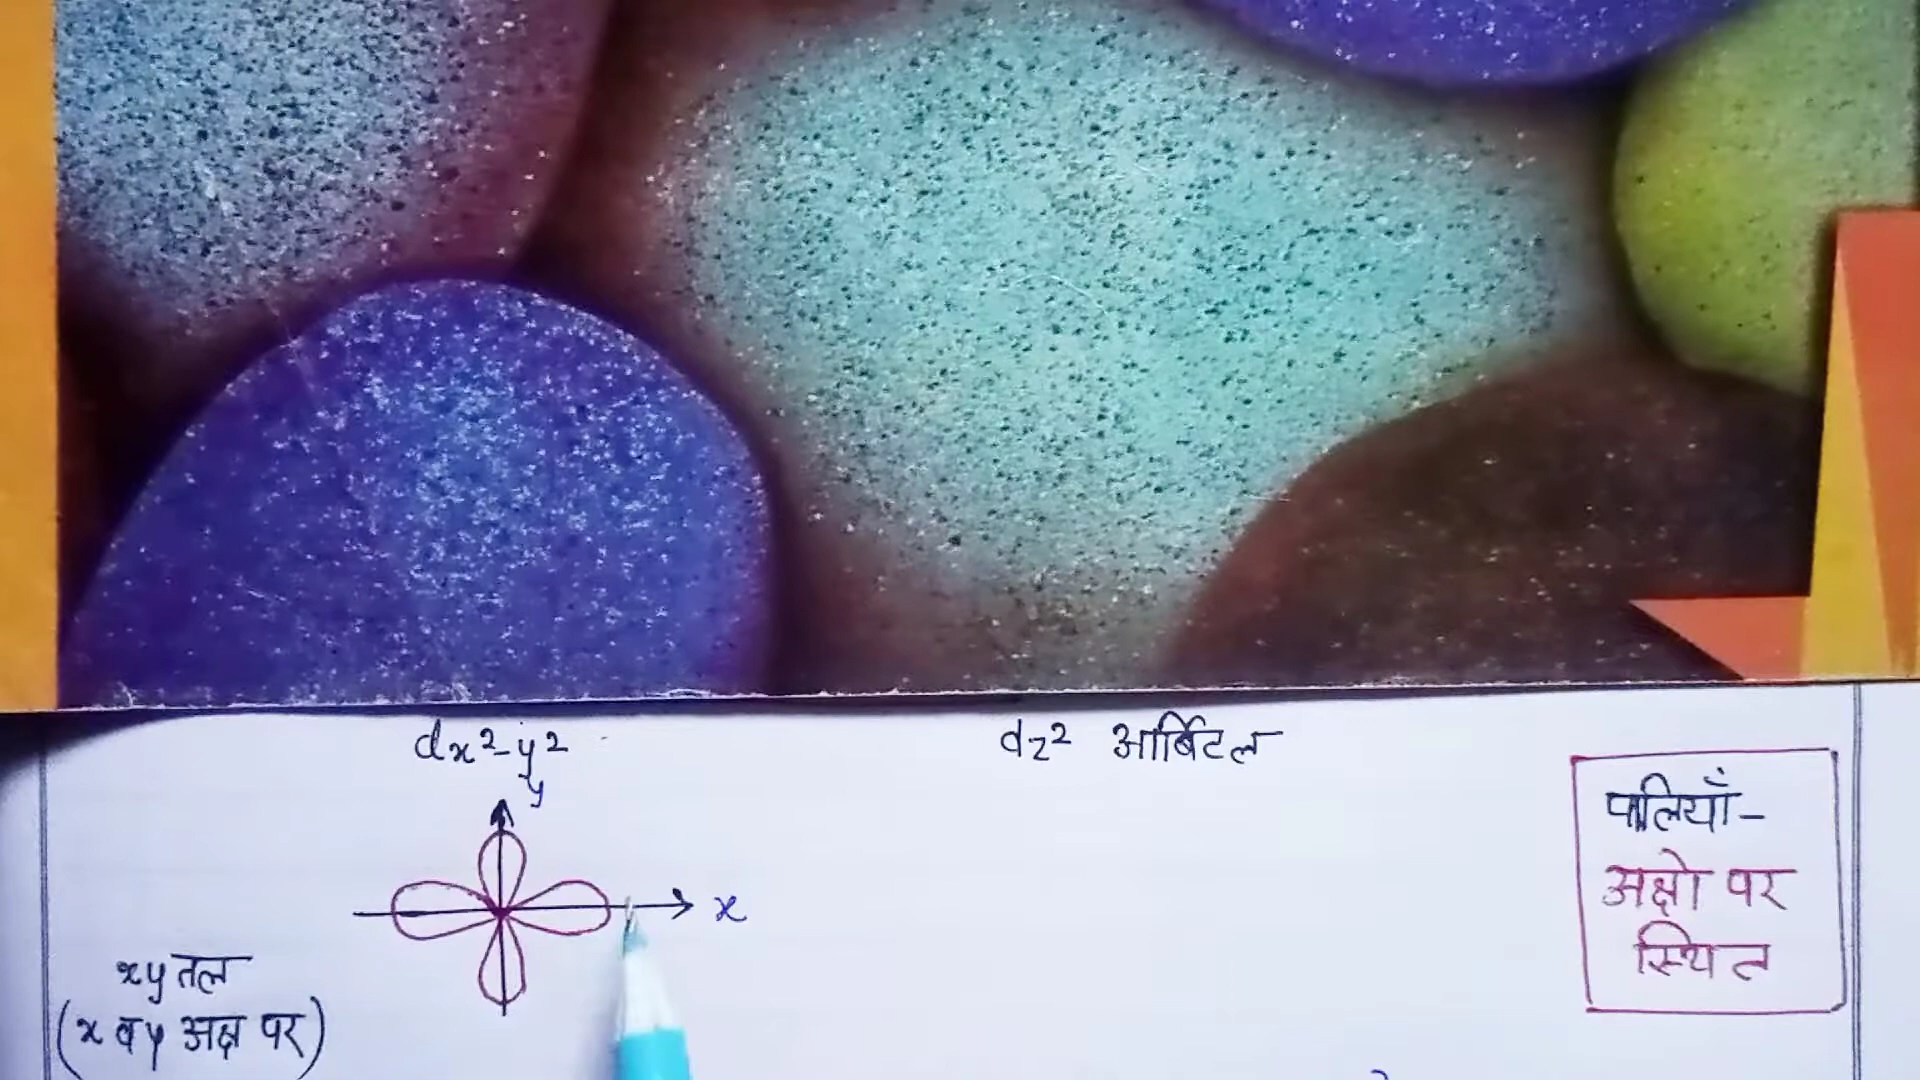 dx²-y²
dz² आर्बिटल
y
x
xy तल
(x व y अक्ष पर)
पालियाँ-
अक्षो पर
स्थित